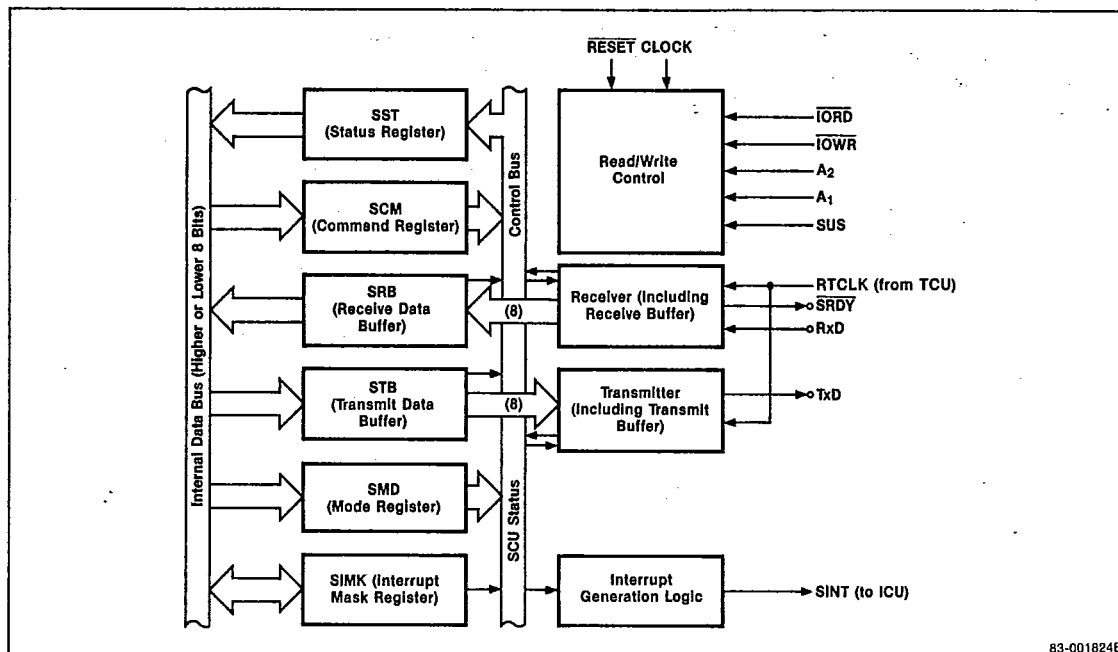 RESET CLOCK
SST
(Status Register)
SCM
(Command Register)
SRB
(Receive Data
Buffer)
STB
(Transmit Data
Buffer)
SMD
(Mode Register)
SIMK (Interrupt
Mask Register)
Internal Data Bus (Higher or Lower 8 Bits)
Control Bus
SCU Status
(8)
(8)
Read/Write
Control
Receiver (Including
Receive Buffer)
Transmitter
(Including Transmit
Buffer)
Interrupt
Generation Logic
IORD
IOWR
A2
A1
SUS
RTCLK (from TCU)
SRDY
RxD
TxD
SINT (to ICU)
83-001824B